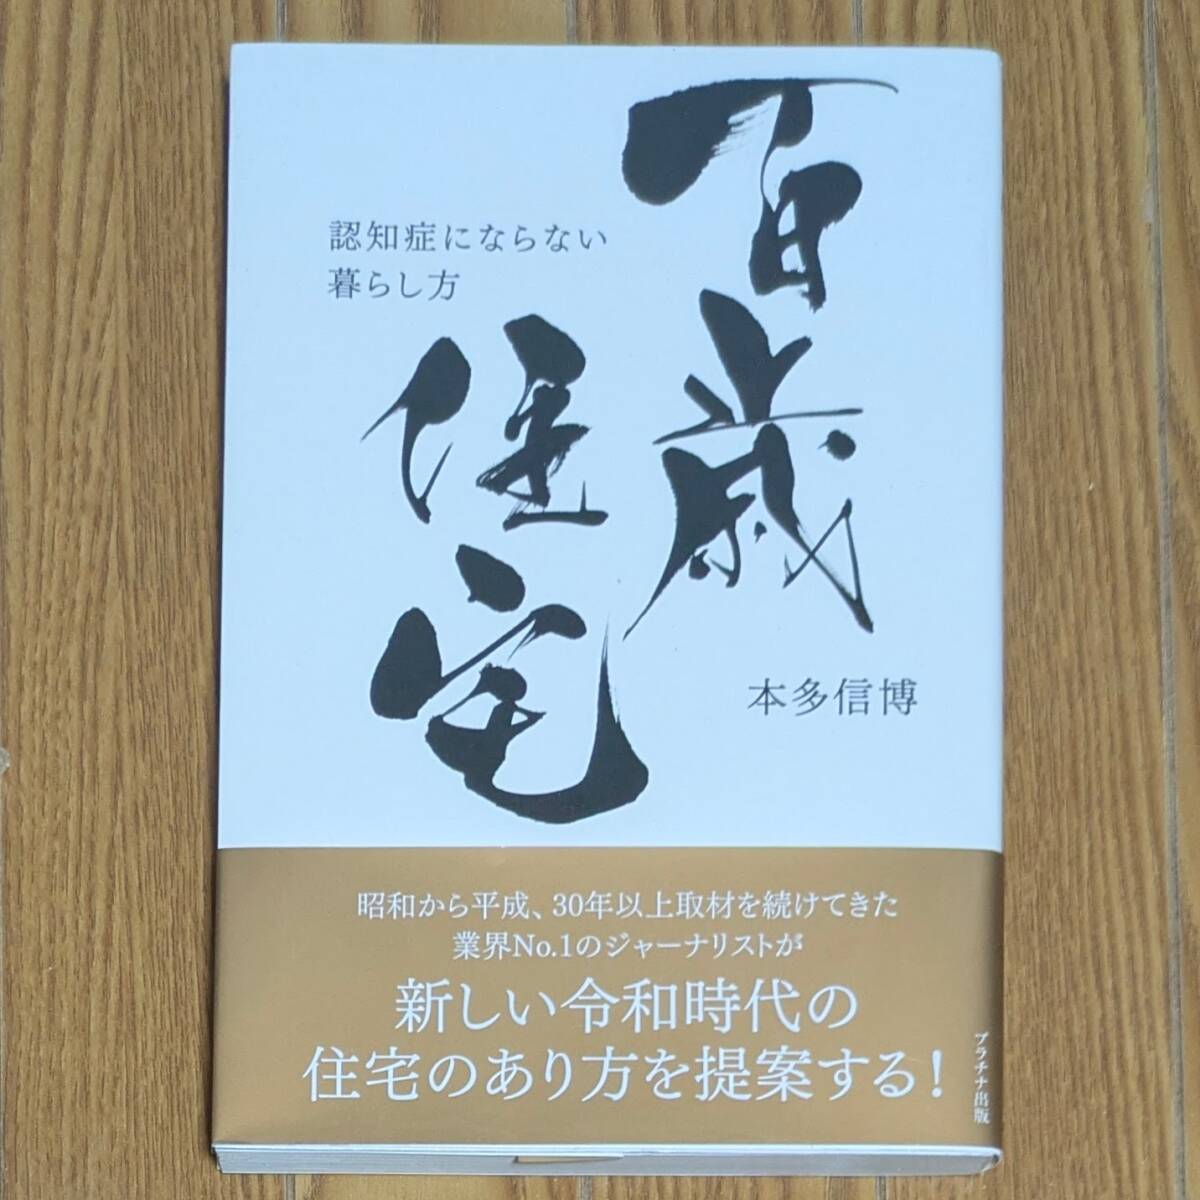 百歳
住宅
認知症にならない
暮らし方
本多信博
昭和から平成、30年以上取材を続けてきた
業界No.1のジャーナリストが
新しい令和時代の
住宅のあり方を提案する!
プラチナ出版